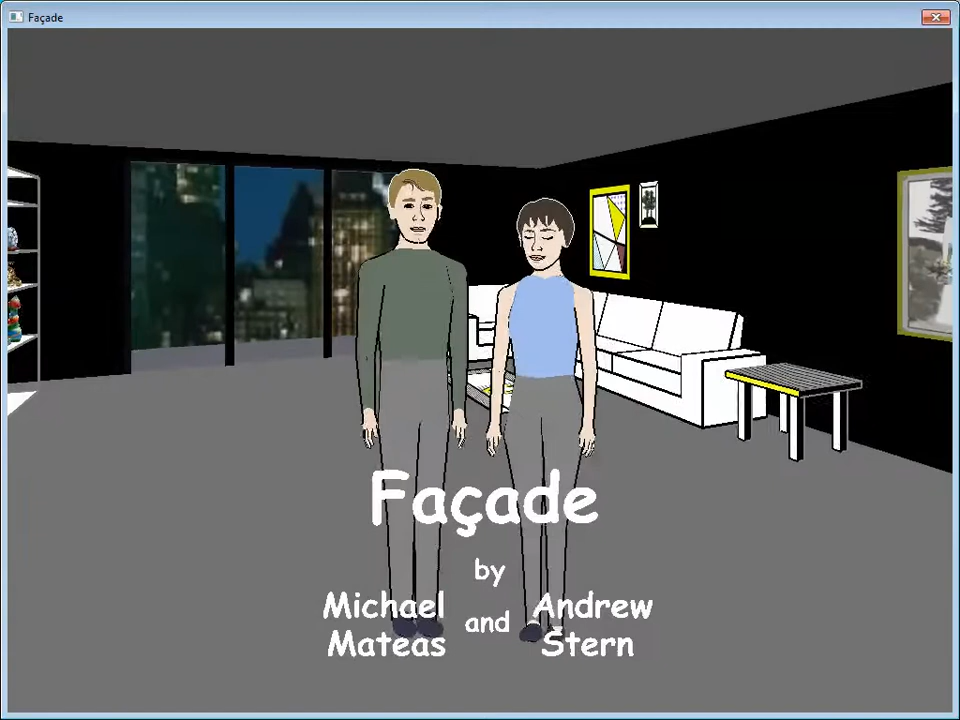 Façade
Façade
by
Michael
Mateas
and
Andrew
Stern